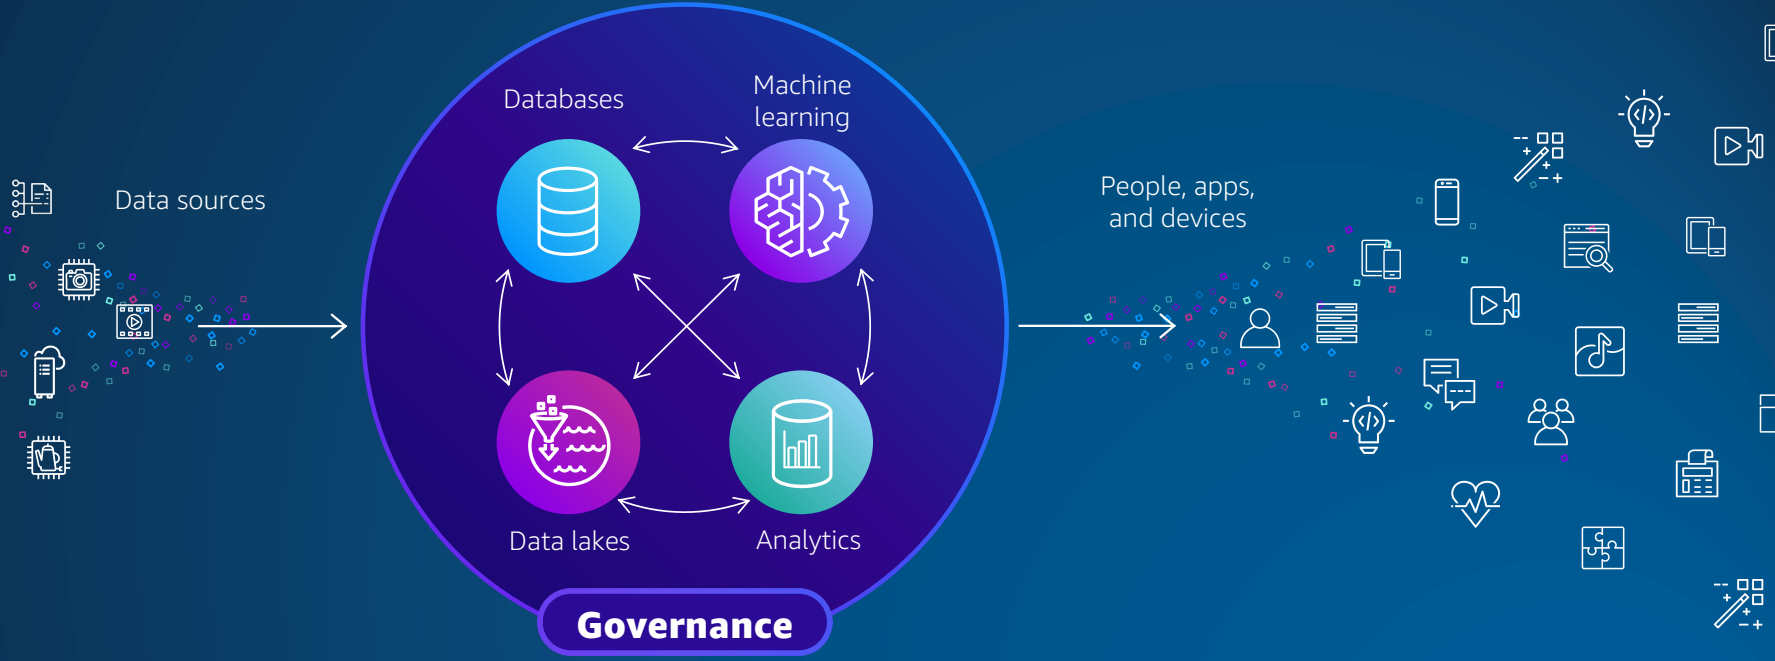 Data sources
Databases
Machine
learning
Data lakes
Analytics
Governance
People, apps,
and devices